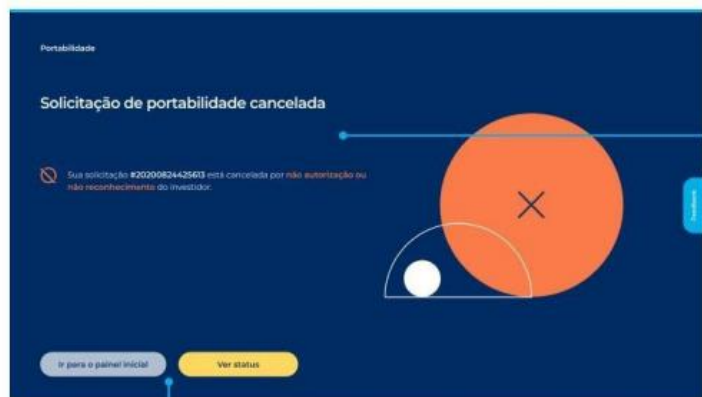 Portabilidade
Solicitação de portabilidade cancelada
Sua solicitação #20200824425613 está cancelada por não autorização ou
não reconhecimento do investidor.
Feedback
Ir para o painel inicial
Ver status